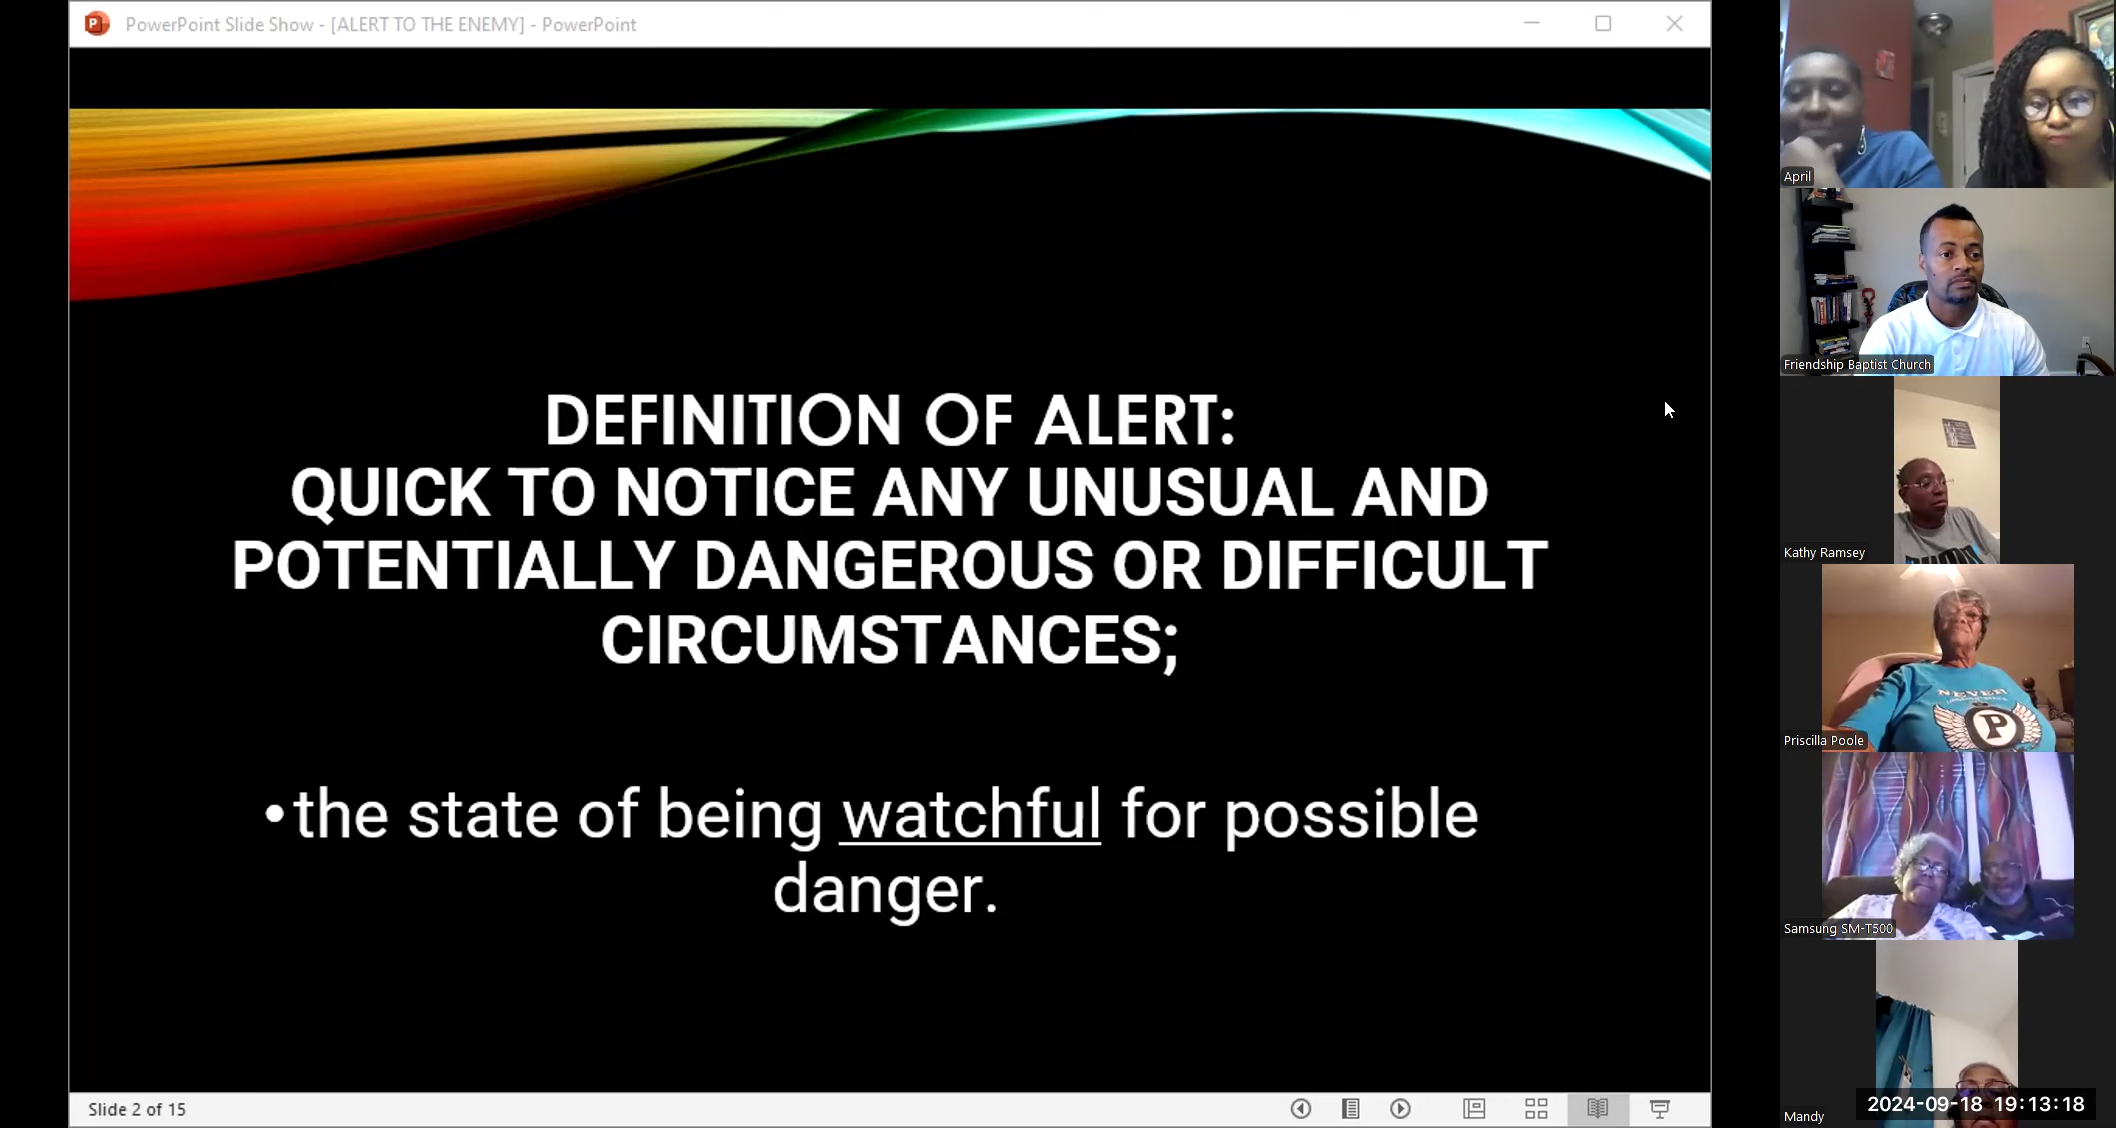 PowerPoint Slide Show - [ALERT TO THE ENEMY] - PowerPoint
DEFINITION OF ALERT:
QUICK TO NOTICE ANY UNUSUAL AND
POTENTIALLY DANGEROUS OR DIFFICULT
CIRCUMSTANCES;
•the state of being watchful for possible
danger.
Slide 2 of 15
April
Friendship Baptist Church
Kathy Ramsey
NEVER
P
Priscilla Poole
Samsung SM-T500
Mandy
2024-09-18 19:13:18